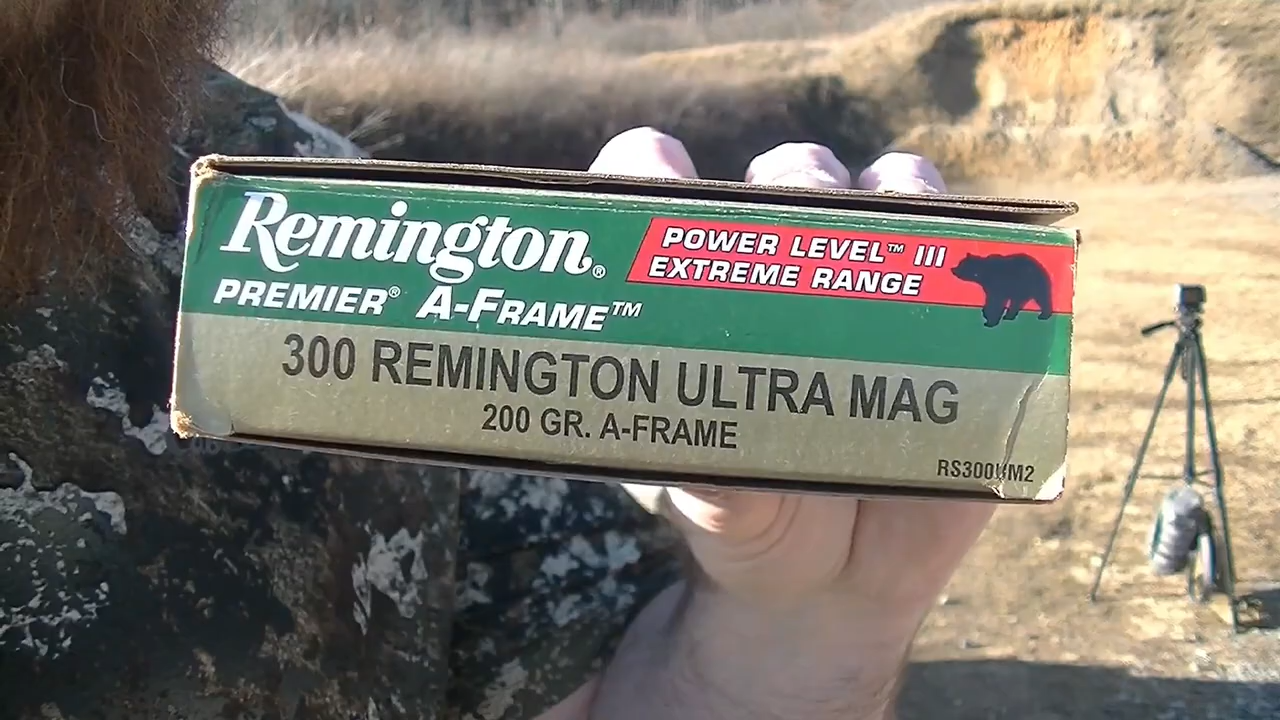 Remington®
PREMIER® A-FRAME™
POWER LEVEL™ III
EXTREME RANGE
300 REMINGTON ULTRA MAG
200 GR. A-FRAME
RS300UM2